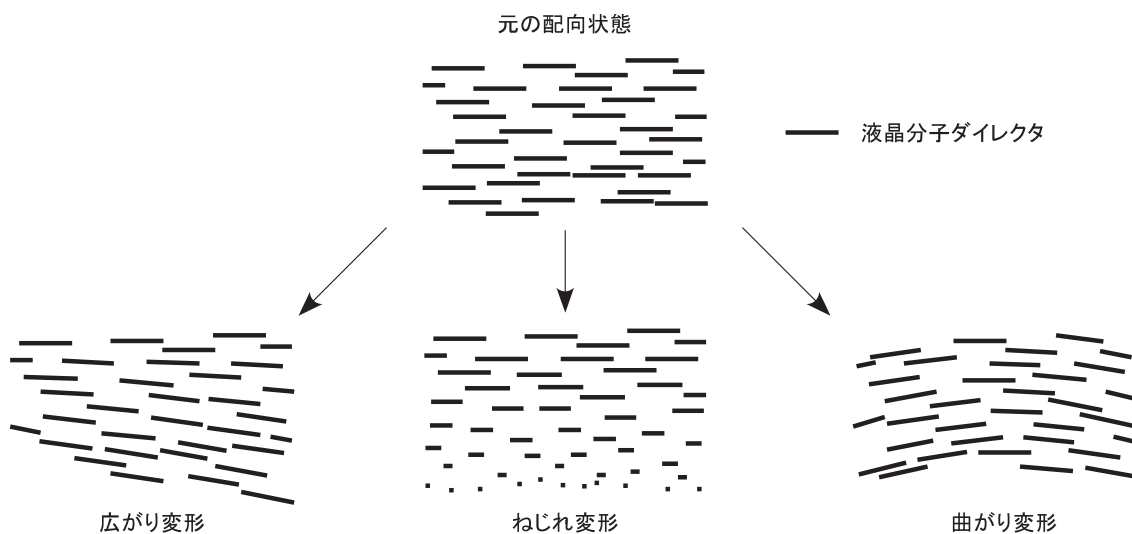 元の配向状態
液晶分子ダイレクタ
広がり変形
ねじれ変形
曲がり変形